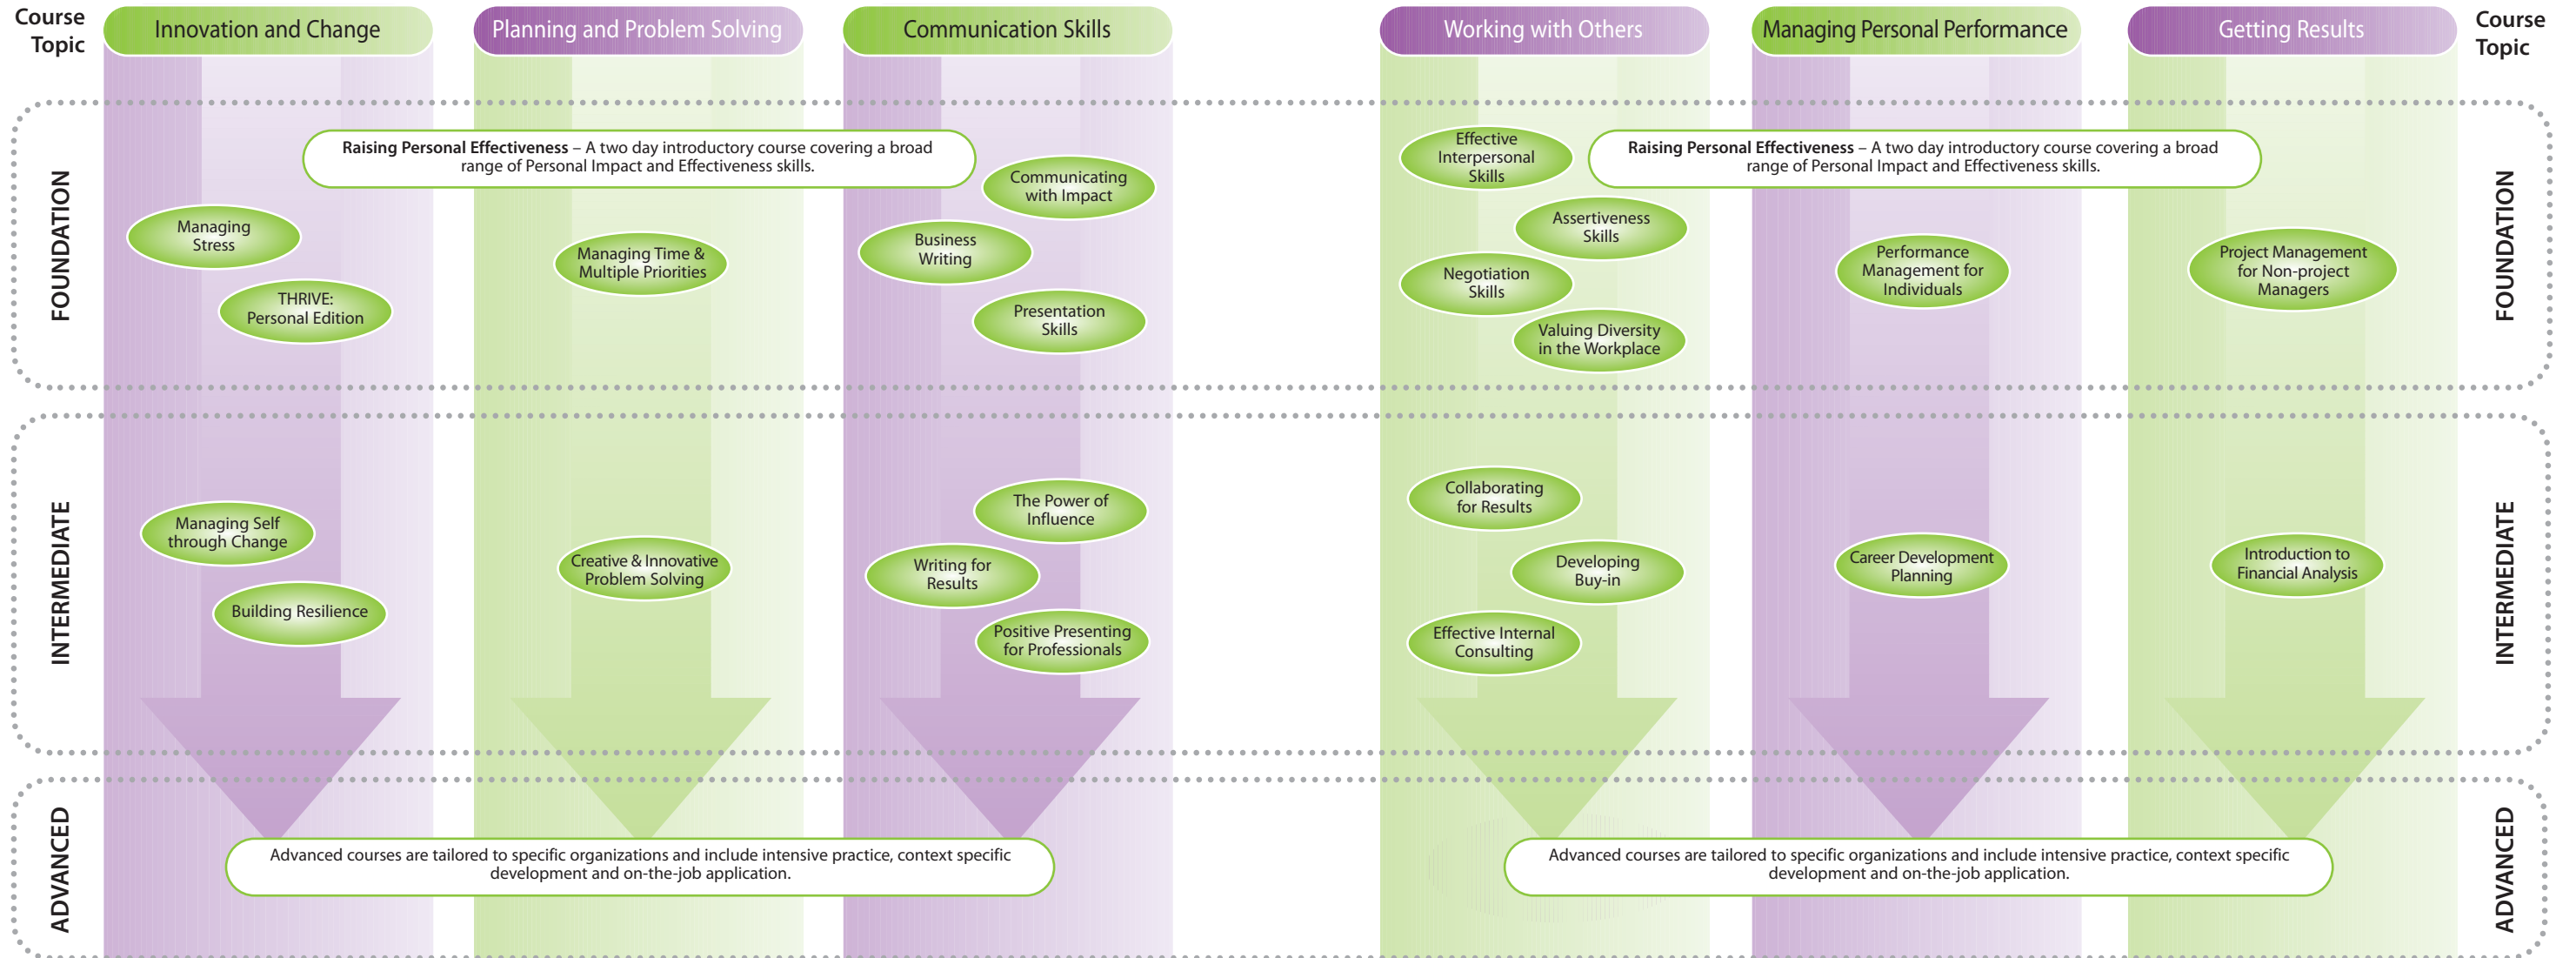 Course
Topic
Innovation and Change
Planning and Problem Solving
Communication Skills
Working with Others
Managing Personal Performance
Getting Results
Course
Topic
FOUNDATION
Raising Personal Effectiveness – A two day introductory course covering a broad
range of Personal Impact and Effectiveness skills.
Managing
Stress
THRIVE:
Personal Edition
Managing Time &
Multiple Priorities
Communicating
with Impact
Business
Writing
Presentation
Skills
Effective
Interpersonal
Skills
Assertiveness
Skills
Negotiation
Skills
Valuing Diversity
in the Workplace
Raising Personal Effectiveness – A two day introductory course covering a broad
range of Personal Impact and Effectiveness skills.
Performance
Management for
Individuals
Project Management
for Non-project
Managers
FOUNDATION
INTERMEDIATE
Managing Self
through Change
Building Resilience
Creative & Innovative
Problem Solving
The Power of
Influence
Writing for
Results
Positive Presenting
for Professionals
Collaborating
for Results
Developing
Buy-in
Effective Internal
Consulting
Career Development
Planning
Introduction to
Financial Analysis
INTERMEDIATE
ADVANCED
Advanced courses are tailored to specific organizations and include intensive practice, context specific
development and on-the-job application.
Advanced courses are tailored to specific organizations and include intensive practice, context specific
development and on-the-job application.
ADVANCED